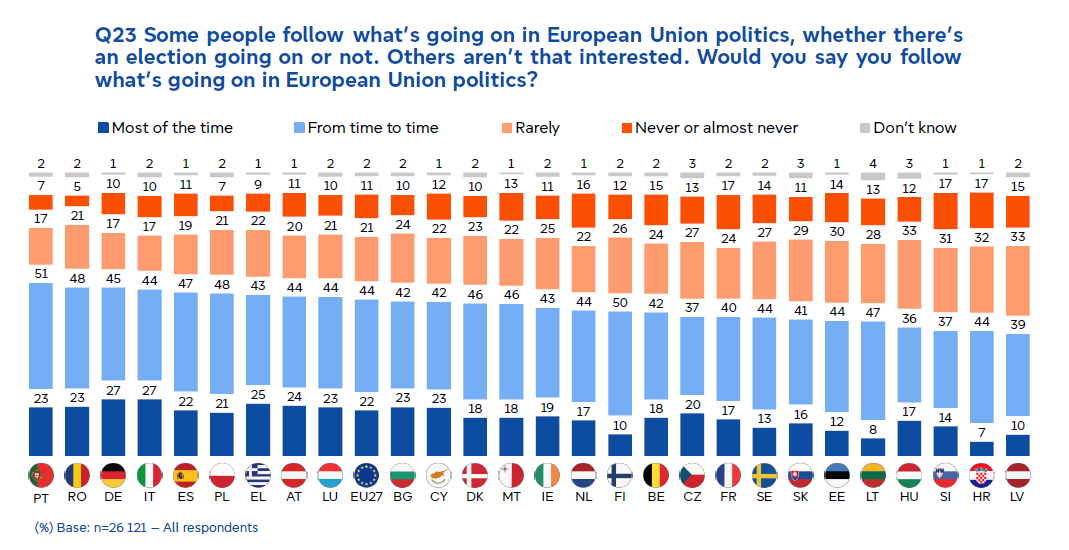 Q23 Some people follow what’s going on in European Union politics, whether there’s
an election going on or not. Others aren’t that interested. Would you say you follow
what’s going on in European Union politics?
Most of the time From time to time Rarely Never or almost never Don’t know
2 2 1 2 1 2 1 1 2 2 2 1 2 1 2 1 2 2 3 2 2 3 1 4 3 1 1 2
7 5 10 10 11 7 9 11 10 11 10 12 10 13 11 16 12 15 13 17 14 11 14 13 12 17 17 15
17 21 17 17 19 21 22 20 21 21 24 22 23 22 25 22 26 24 27 24 27 29 30 28 33 31 32 33
51 48 45 44 47 48 43 44 44 44 42 42 46 46 43 44 50 42 37 40 44 41 44 47 36 37 44 39
23 23 27 27 22 21 25 24 23 22 23 23 18 18 19 17 10 18 20 17 13 16 12 8 17 14 7 10
PT RO DE IT ES PL EL AT LU EU27 BG CY DK MT IE NL FI BE CZ FR SE SK EE LT HU SI HR LV
(%) Base: n=26 121 – All respondents